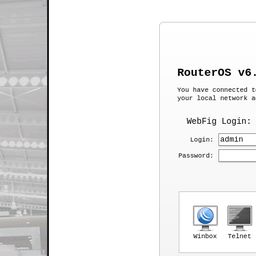 RouterOS v6.
You have connected t
your local network a
WebFig Login:
Login: admin
Password:
Winbox Telnet